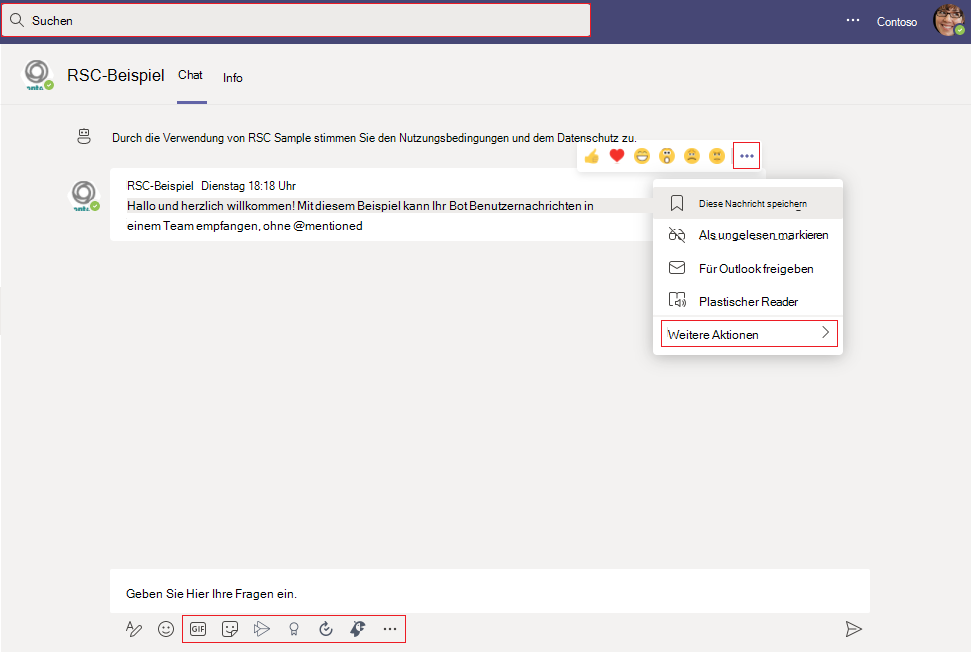 Suchen
Contoso
RSC-Beispiel Chat Info
Durch die Verwendung von RSC Sample stimmen Sie den Nutzungsbedingungen und dem Datenschutz zu.
RSC-Beispiel Dienstag 18:18 Uhr
Hallo und herzlich willkommen! Mit diesem Beispiel kann Ihr Bot Benutzernachrichten in
einem Team empfangen, ohne @mentioned
Diese Nachricht speichern
Als ungelesen markieren
Für Outlook freigeben
Plastischer Reader
Weitere Aktionen
Geben Sie Hier Ihre Fragen ein.
GIF